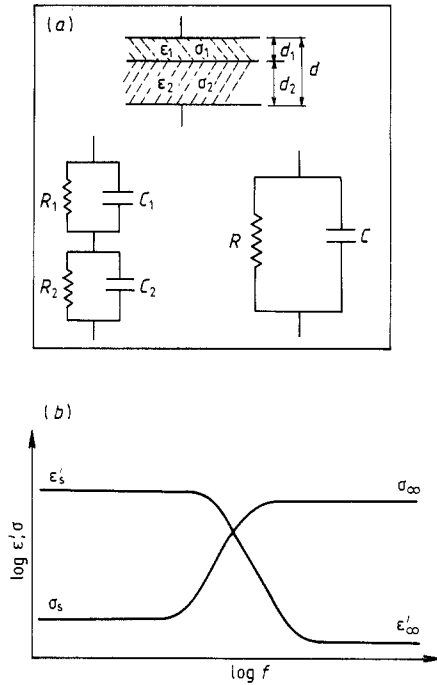 (a)
ε₁ σ₁
d₁
d
ε₂ σ₂
d₂
R₁ C₁
R C
R₂ C₂
(b)
ε's
σ∞
log ε',σ
σs
ε'∞
log f